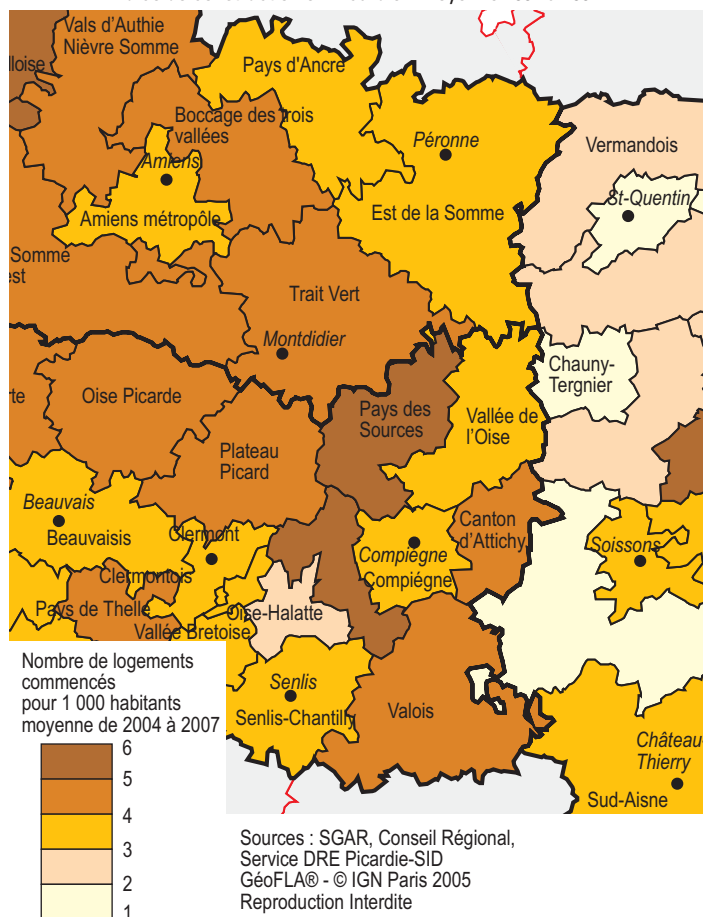 Vals d'Authie
Nièvre Somme
lloise
Pays d'Ancre
Boccage des trois
vallées
Péronne
Vermandois
Amiens
St-Quentin
Amiens métropôle
Est de la Somme
Somme
est
Trait Vert
Montdidier
Chauny-
Tergnier
rte
Oise Picarde
Pays des
Sources
Vallée de
l'Oise
Plateau
Picard
Beauvais
Beauvaisis
Clermont
Canton
d'Attichy
Soissons
Compiègne
Compiégne
Clermontois
Pays de Thelle
Vallée Bretoise
Oise-Halatte
Senlis
Senlis-Chantilly
Valois
Château-
Thierry
Sud-Aisne
Nombre de logements
commencés
pour 1 000 habitants
moyenne de 2004 à 2007
6
5
4
3
2
1
Sources : SGAR, Conseil Régional,
Service DRE Picardie-SID
GéoFLA® - © IGN Paris 2005
Reproduction Interdite